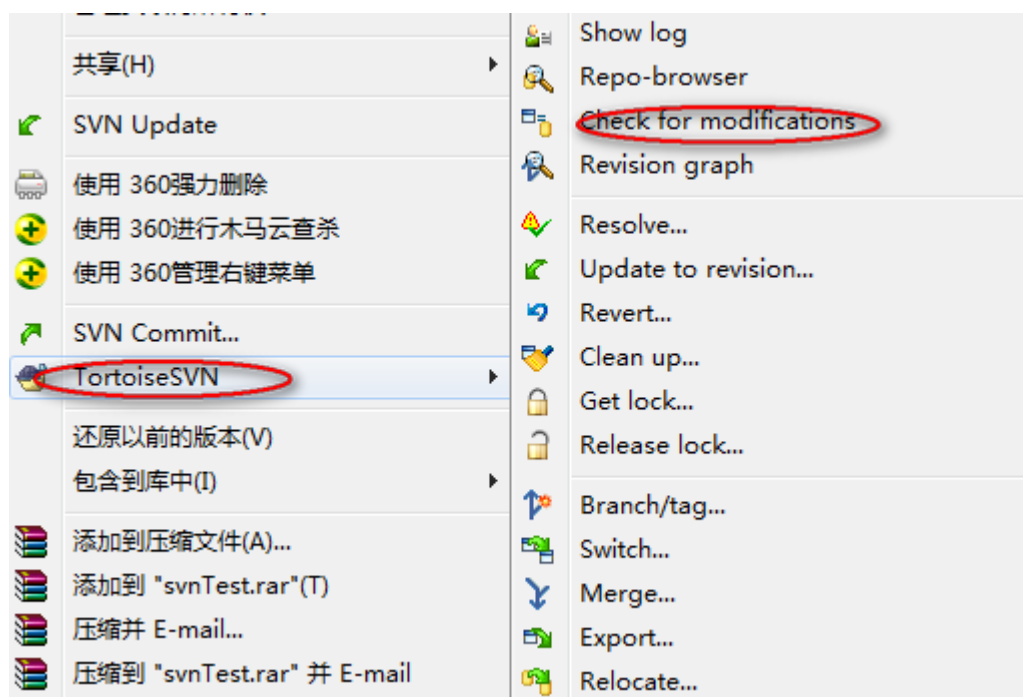 共享(H)
SVN Update
使用 360强力删除
使用 360进行木马云查杀
使用 360管理右键菜单
SVN Commit...
TortoiseSVN
还原以前的版本(V)
包含到库中(I)
添加到压缩文件(A)...
添加到 "svnTest.rar"(T)
压缩并 E-mail...
压缩到 "svnTest.rar" 并 E-mail
Show log
Repo-browser
Check for modifications
Revision graph
Resolve...
Update to revision...
Revert...
Clean up...
Get lock...
Release lock...
Branch/tag...
Switch...
Merge...
Export...
Relocate...